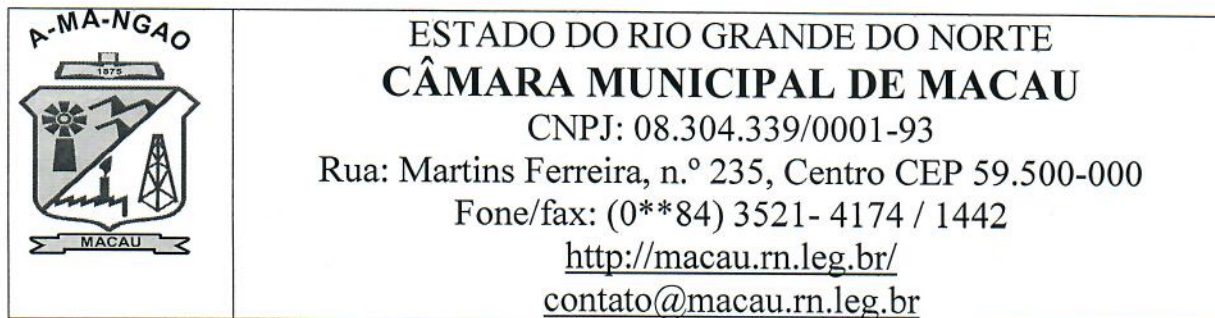 A-MA-NGAO
1875
MACAU
ESTADO DO RIO GRANDE DO NORTE
CÂMARA MUNICIPAL DE MACAU
CNPJ: 08.304.339/0001-93
Rua: Martins Ferreira, n.º 235, Centro CEP 59.500-000
Fone/fax: (0**84) 3521- 4174 / 1442
http://macau.rn.leg.br/
contato@macau.rn.leg.br